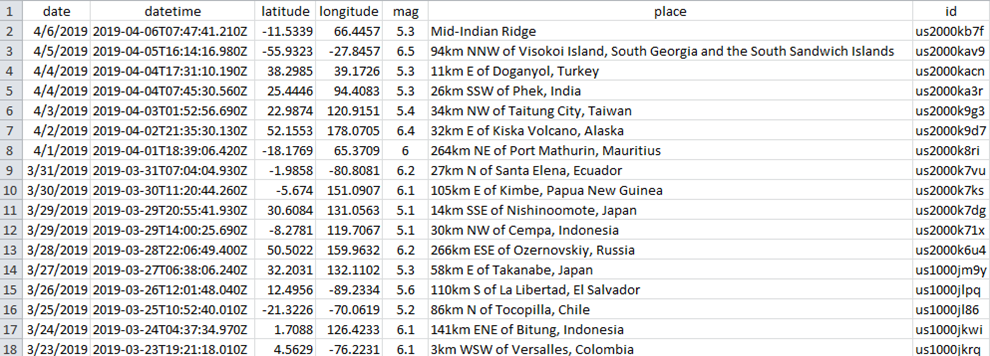 1 date datetime latitude longitude mag place id
2 4/6/2019 2019-04-06T07:47:41.210Z -11.5339 66.4457 5.3 Mid-Indian Ridge us2000kb7f
3 4/5/2019 2019-04-05T16:14:16.980Z -55.9323 -27.8457 6.5 94km NNW of Visokoi Island, South Georgia and the South Sandwich Islands us2000kav9
4 4/4/2019 2019-04-04T17:31:10.190Z 38.2985 39.1726 5.3 11km E of Doganyol, Turkey us2000kacn
5 4/4/2019 2019-04-04T07:45:30.560Z 25.4446 94.4083 5.3 26km SSW of Phek, India us2000ka3r
6 4/3/2019 2019-04-03T01:52:56.690Z 22.9874 120.9151 5.4 34km NW of Taitung City, Taiwan us2000k9g3
7 4/2/2019 2019-04-02T21:35:30.130Z 52.1553 178.0705 6.4 32km E of Kiska Volcano, Alaska us2000k9d7
8 4/1/2019 2019-04-01T18:39:06.420Z -18.1769 65.3709 6 264km NE of Port Mathurin, Mauritius us2000k8ri
9 3/31/2019 2019-03-31T07:04:04.930Z -1.9858 -80.8081 6.2 27km N of Santa Elena, Ecuador us2000k7vu
10 3/30/2019 2019-03-30T11:20:44.260Z -5.674 151.0907 6.1 105km E of Kimbe, Papua New Guinea us2000k7ks
11 3/29/2019 2019-03-29T20:55:41.930Z 30.6084 131.0563 5.1 14km SSE of Nishinoomote, Japan us2000k7dg
12 3/29/2019 2019-03-29T14:00:25.690Z -8.2781 119.7067 5.1 30km NW of Cempa, Indonesia us2000k71x
13 3/28/2019 2019-03-28T22:06:49.400Z 50.5022 159.9632 6.2 266km ESE of Ozernovskiy, Russia us2000k6u4
14 3/27/2019 2019-03-27T06:38:06.240Z 32.2031 132.1102 5.3 58km E of Takanabe, Japan us1000jm9y
15 3/26/2019 2019-03-26T12:01:48.040Z 12.4956 -89.2334 5.6 110km S of La Libertad, El Salvador us1000jlpq
16 3/25/2019 2019-03-25T10:52:40.010Z -21.3226 -70.0619 5.2 86km N of Tocopilla, Chile us1000jl86
17 3/24/2019 2019-03-24T04:37:34.970Z 1.7088 126.4233 6.1 141km ENE of Bitung, Indonesia us1000jkwi
18 3/23/2019 2019-03-23T19:21:18.010Z 4.5629 -76.2231 6.1 3km WSW of Versalles, Colombia us1000jkrq